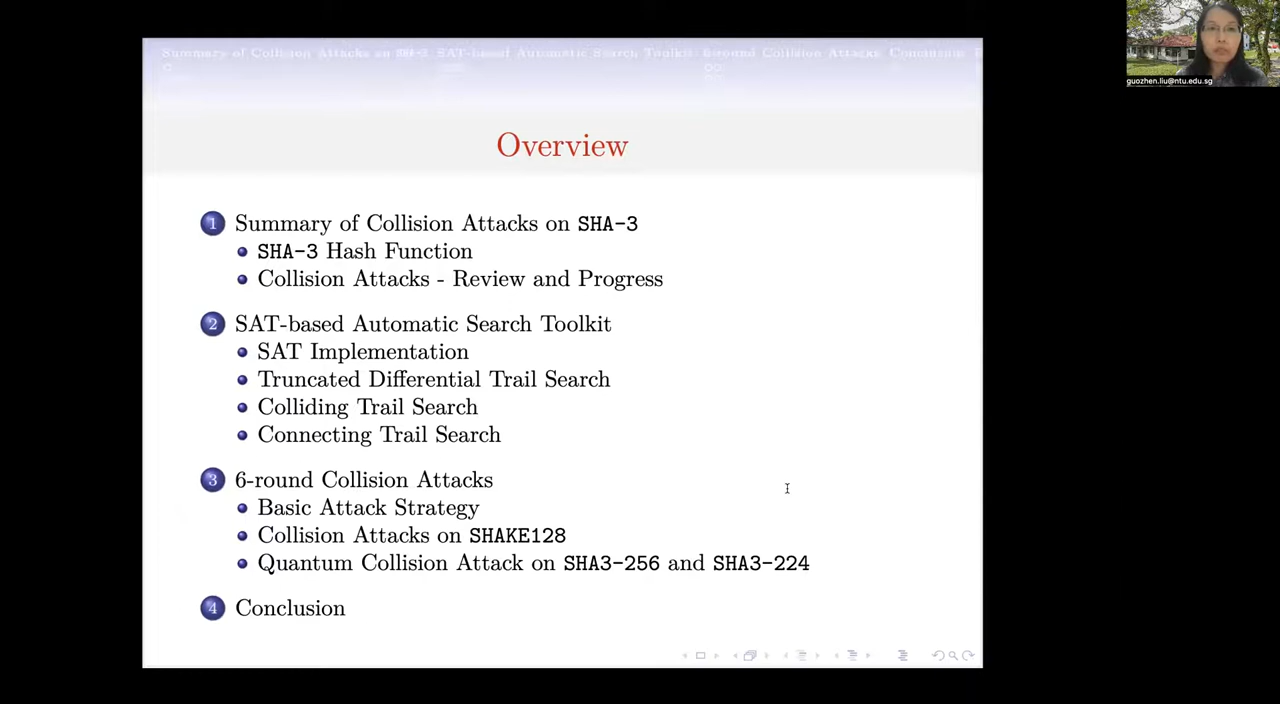 Summary of Collision Attacks on SHA-3 SAT-based Automatic Search Toolkit 6-round Collision Attacks Conclusion
guozhen.liu@ntu.edu.sg
Overview
1 Summary of Collision Attacks on SHA-3
SHA-3 Hash Function
Collision Attacks - Review and Progress
2 SAT-based Automatic Search Toolkit
SAT Implementation
Truncated Differential Trail Search
Colliding Trail Search
Connecting Trail Search
3 6-round Collision Attacks
Basic Attack Strategy
Collision Attacks on SHAKE128
Quantum Collision Attack on SHA3-256 and SHA3-224
4 Conclusion